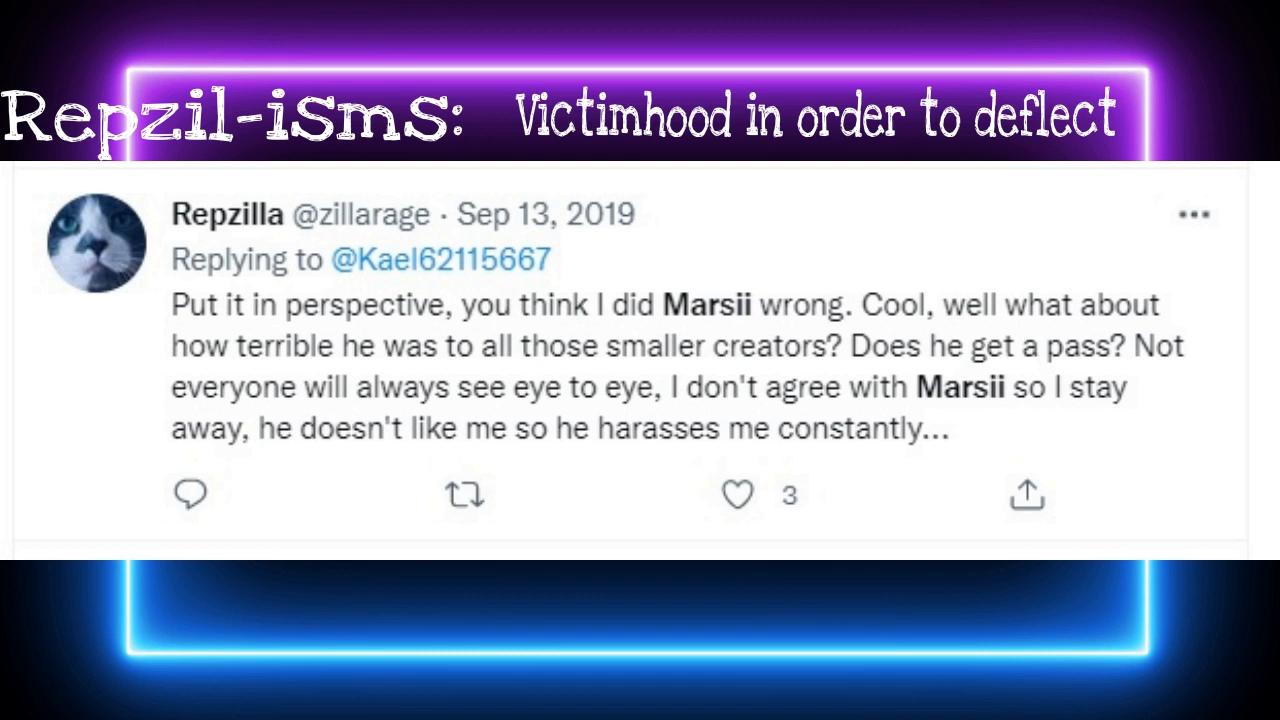 Repzil-isms: Victimhood in order to deflect
Repzilla @zillarage · Sep 13, 2019
Replying to @Kael62115667
Put it in perspective, you think I did Marsii wrong. Cool, well what about
how terrible he was to all those smaller creators? Does he get a pass? Not
everyone will always see eye to eye, I don't agree with Marsii so I stay
away, he doesn't like me so he harasses me constantly...
3